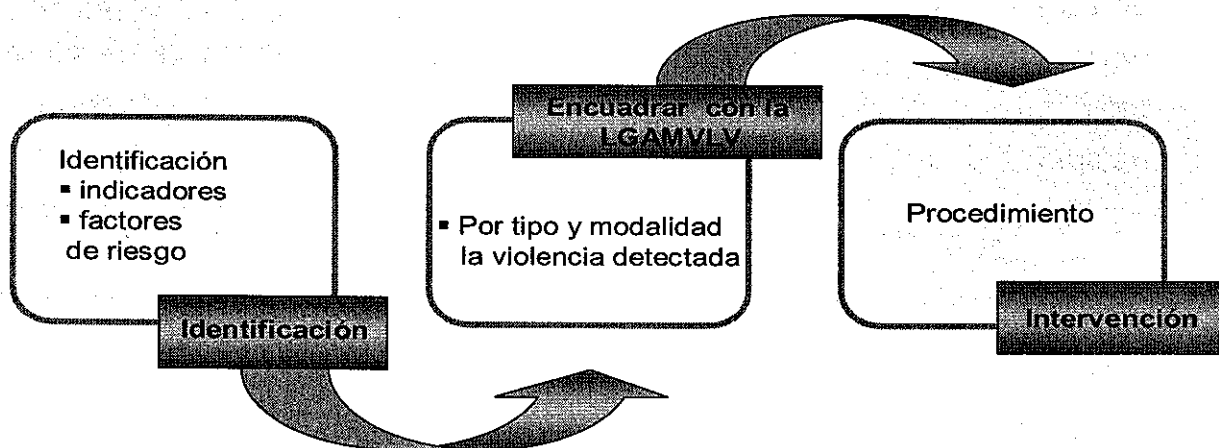 Identificación
▪ indicadores
▪ factores
de riesgo
Identificación
Encuadrar con la
LGAMVLV
▪ Por tipo y modalidad
la violencia detectada
Procedimiento
Intervención